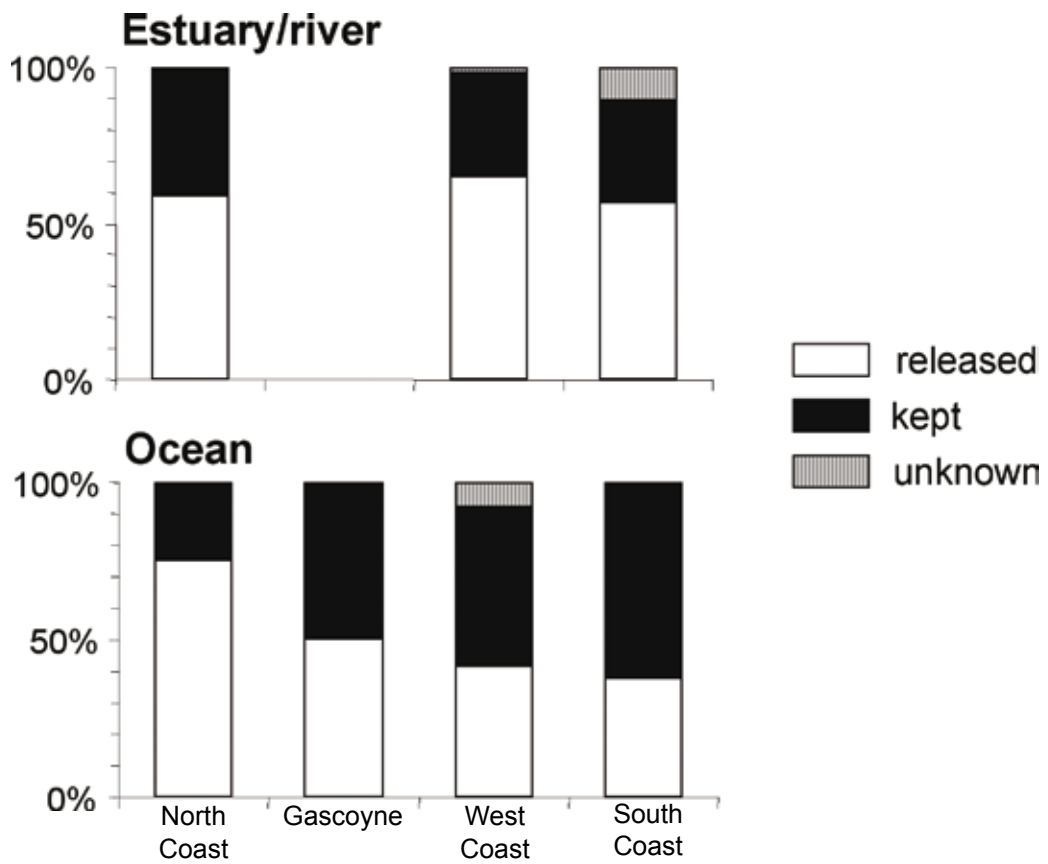 Estuary/river
100%
50%
0%
released
kept
unknown
Ocean
100%
50%
0%
North
Coast
Gascoyne
West
Coast
South
Coast